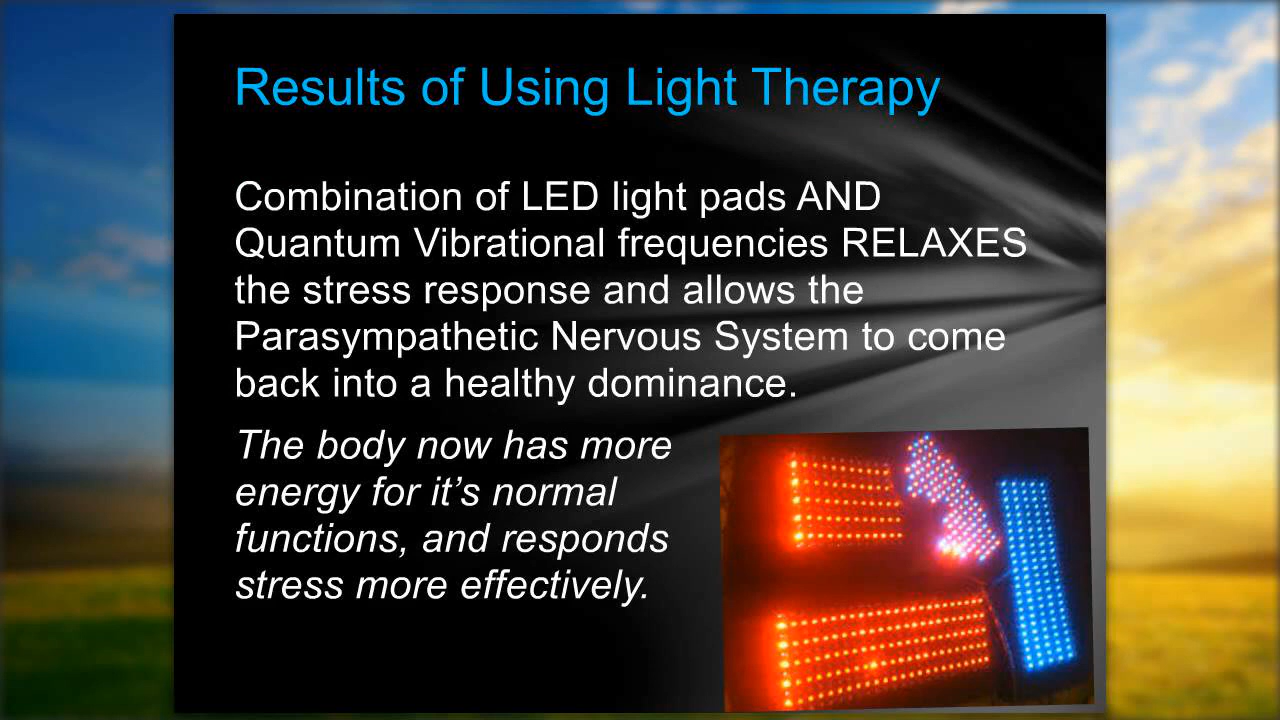 Results of Using Light Therapy
Combination of LED light pads AND
Quantum Vibrational frequencies RELAXES
the stress response and allows the
Parasympathetic Nervous System to come
back into a healthy dominance.
The body now has more
energy for it’s normal
functions, and responds
stress more effectively.